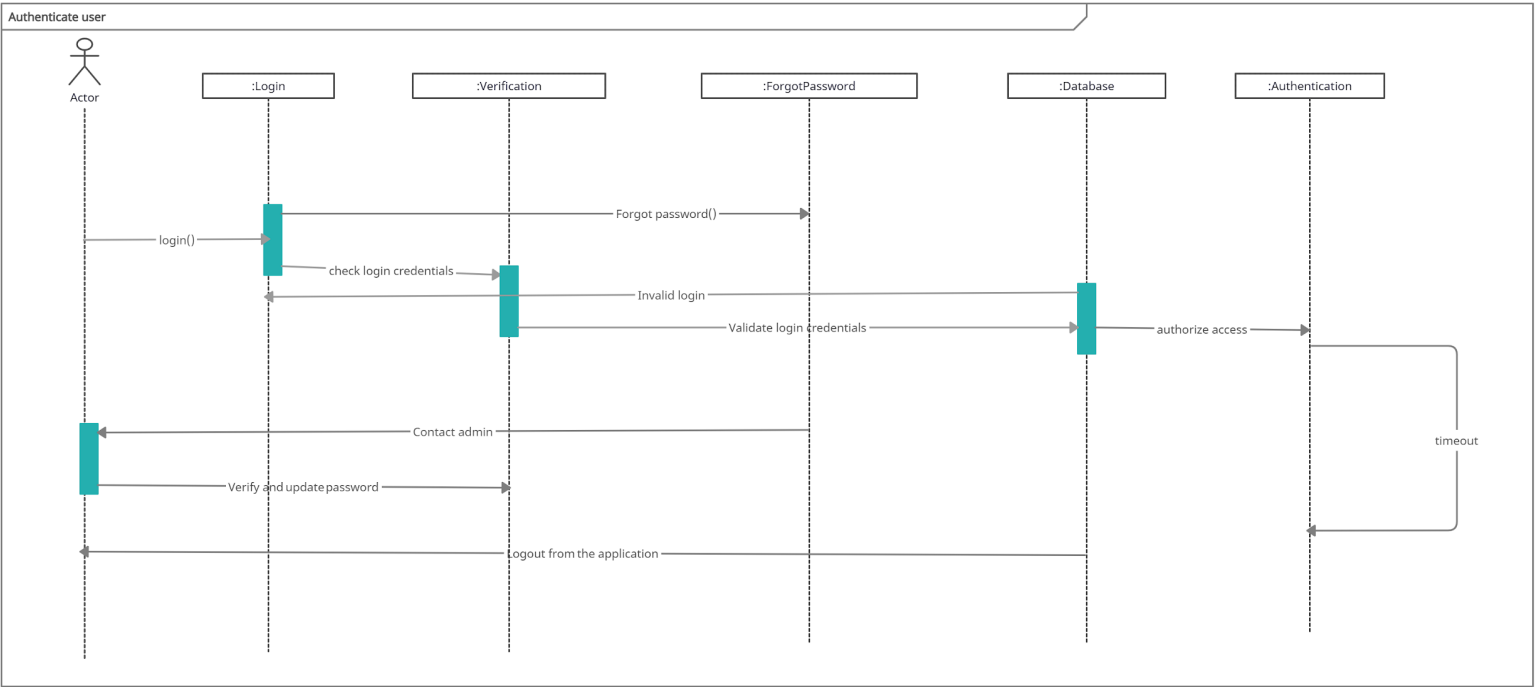 Authenticate user
Actor
:Login
:Verification
:ForgotPassword
:Database
:Authentication
Forgot password()
login()
check login credentials
Invalid login
Validate login credentials
authorize access
Contact admin
timeout
Verify and update password
Logout from the application